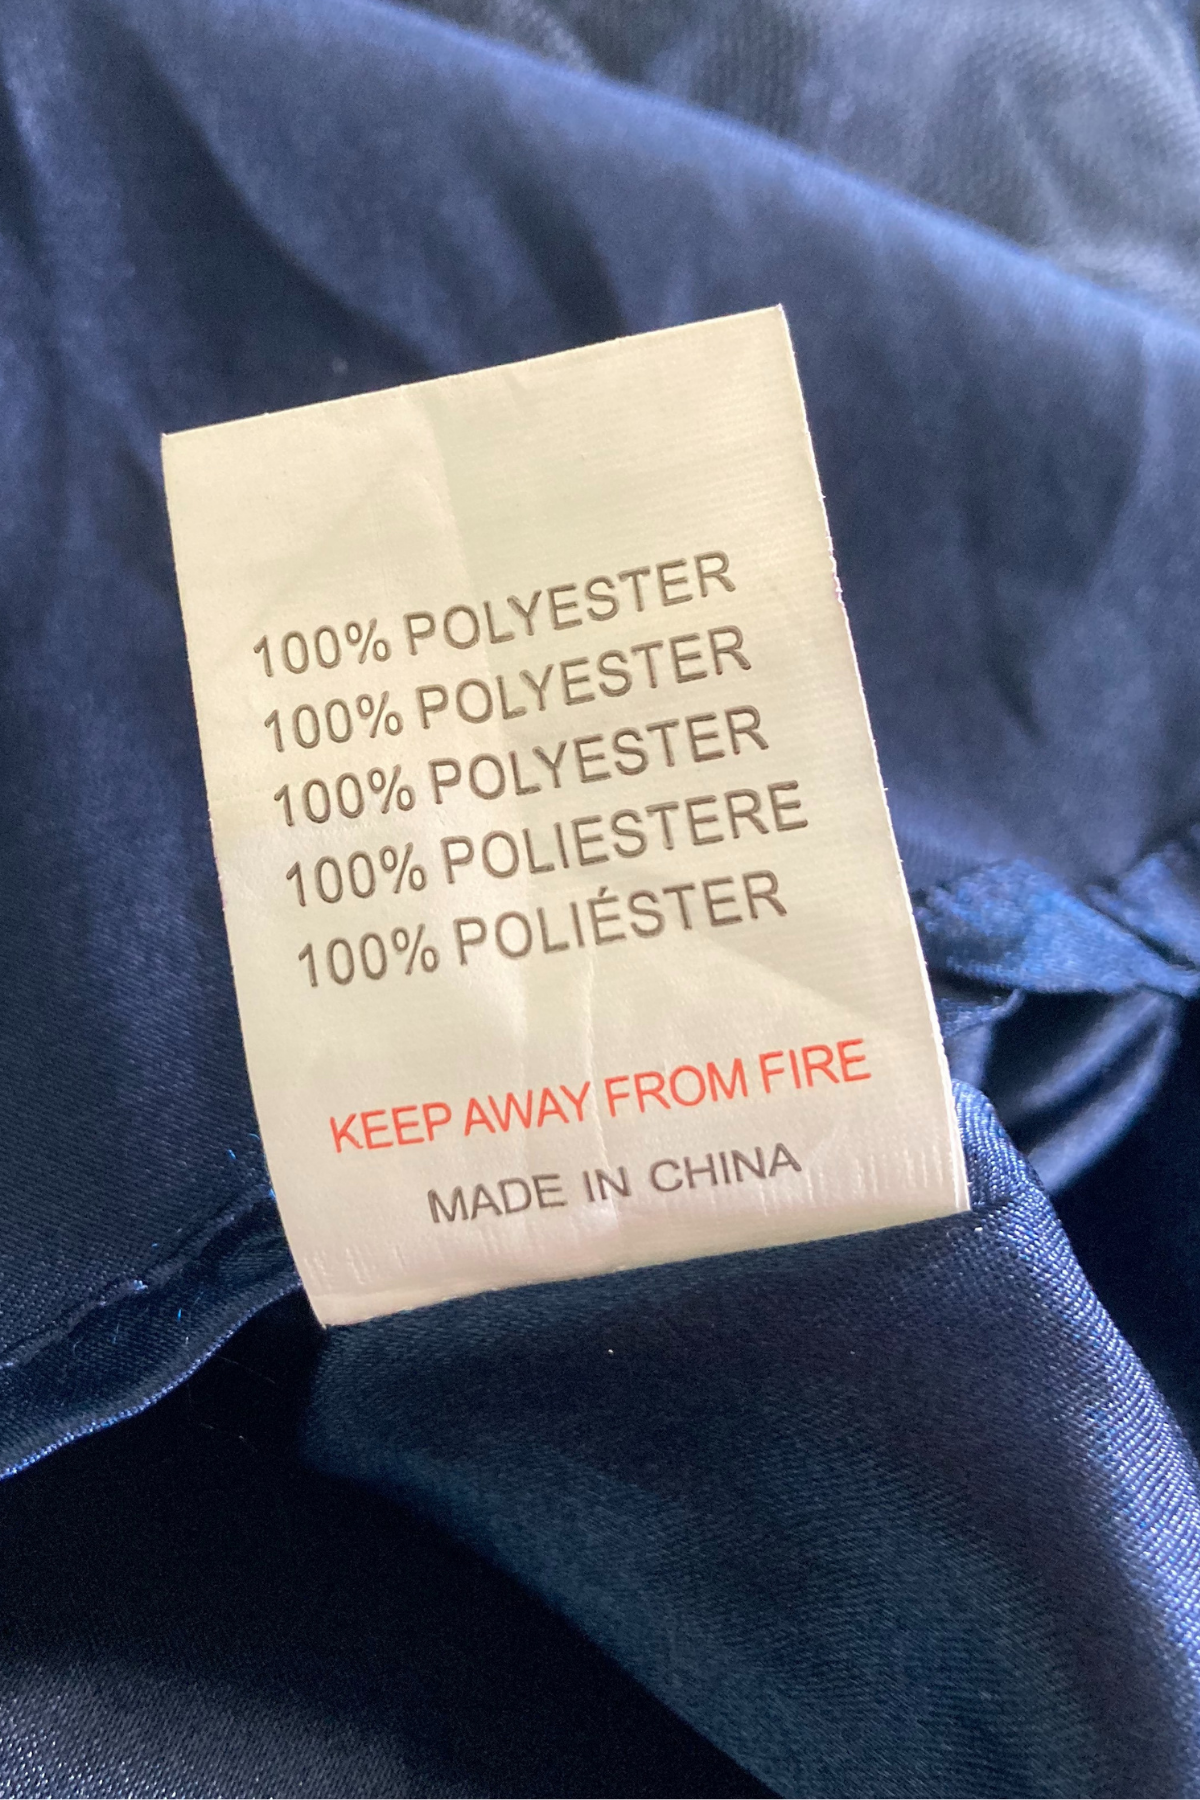 100% POLYESTER
100% POLYESTER
100% POLYESTER
100% POLIESTERE
100% POLIÉSTER
KEEP AWAY FROM FIRE
MADE IN CHINA